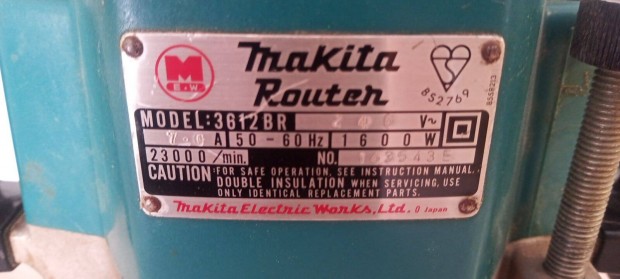 M
E.W
Makita
Router
BS2769
8558213
MODEL:3612BR V~
A 50-60Hz 1600W
23000/min. NO.
CAUTION: FOR SAFE OPERATION, SEE INSTRUCTION MANUAL.
DOUBLE INSULATION WHEN SERVICING, USE
ONLY IDENTICAL REPLACEMENT PARTS.
Makita Electric Works, Ltd. Japan